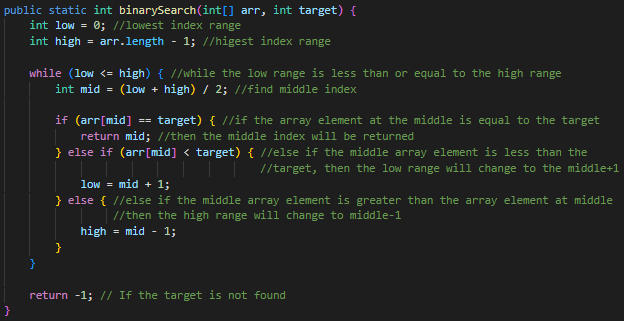 public static int binarySearch(int[] arr, int target) {
    int low = 0; //lowest index range
    int high = arr.length - 1; //higest index range

    while (low <= high) { //while the low range is less than or equal to the high range
        int mid = (low + high) / 2; //find middle index

        if (arr[mid] == target) { //if the array element at the middle is equal to the target
            return mid; //then the middle index will be returned
        } else if (arr[mid] < target) { //else if the middle array element is less than the
                                        //target, then the low range will change to the middle+1
            low = mid + 1;
        } else { //else if the middle array element is greater than the array element at middle
                 //then the high range will change to middle-1
            high = mid - 1;
        }
    }

    return -1; // If the target is not found
}